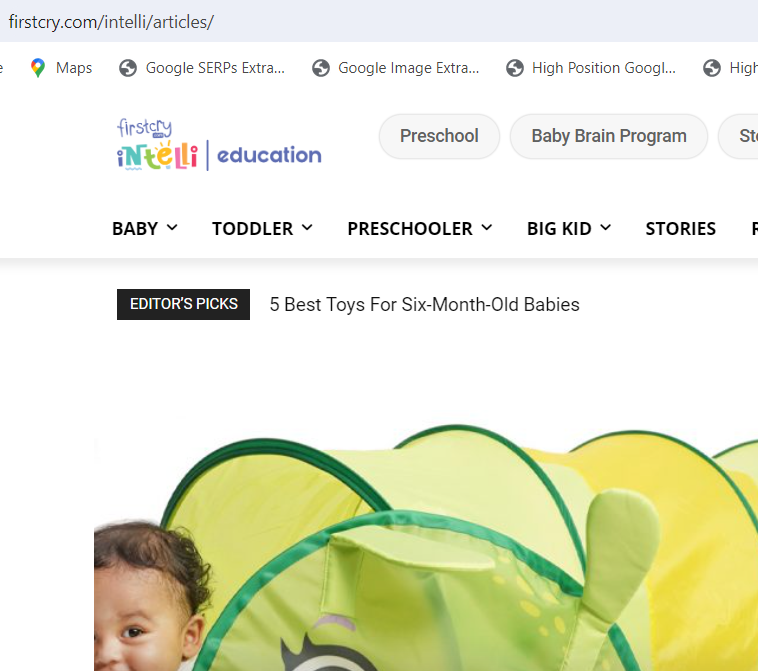 firstcry.com/intelli/articles/
Maps
Google SERPs Extra...
Google Image Extra...
High Position Googl...
High
firstcry
iNtelli | education
Preschool
Baby Brain Program
BABY
TODDLER
PRESCHOOLER
BIG KID
STORIES
EDITOR'S PICKS
5 Best Toys For Six-Month-Old Babies